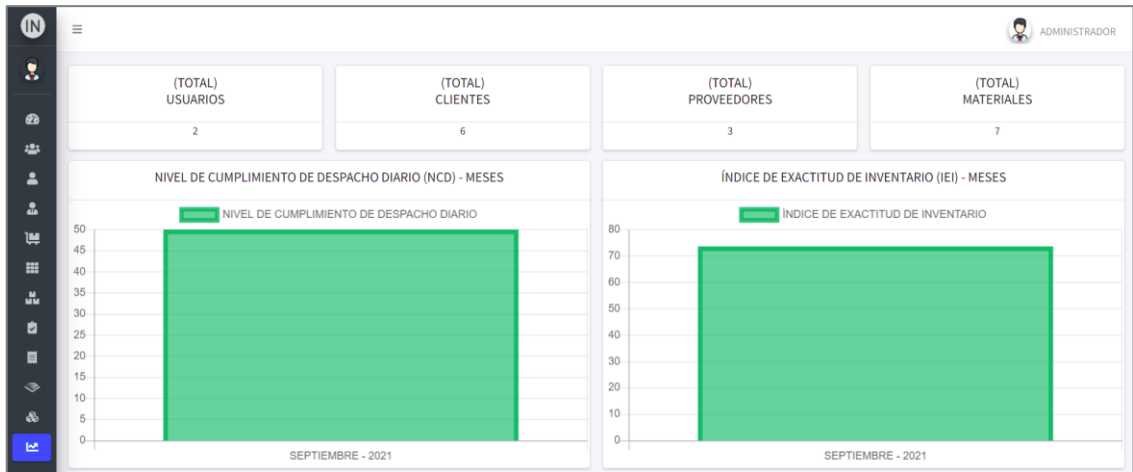 IN
ADMINISTRADOR
(TOTAL)
USUARIOS
2
(TOTAL)
CLIENTES
6
(TOTAL)
PROVEEDORES
3
(TOTAL)
MATERIALES
7
NIVEL DE CUMPLIMIENTO DE DESPACHO DIARIO (NCD) - MESES
NIVEL DE CUMPLIMIENTO DE DESPACHO DIARIO
50
45
40
35
30
25
20
15
10
5
0
SEPTIEMBRE - 2021
ÍNDICE DE EXACTITUD DE INVENTARIO (IEI) - MESES
ÍNDICE DE EXACTITUD DE INVENTARIO
80
70
60
50
40
30
20
10
0
SEPTIEMBRE - 2021